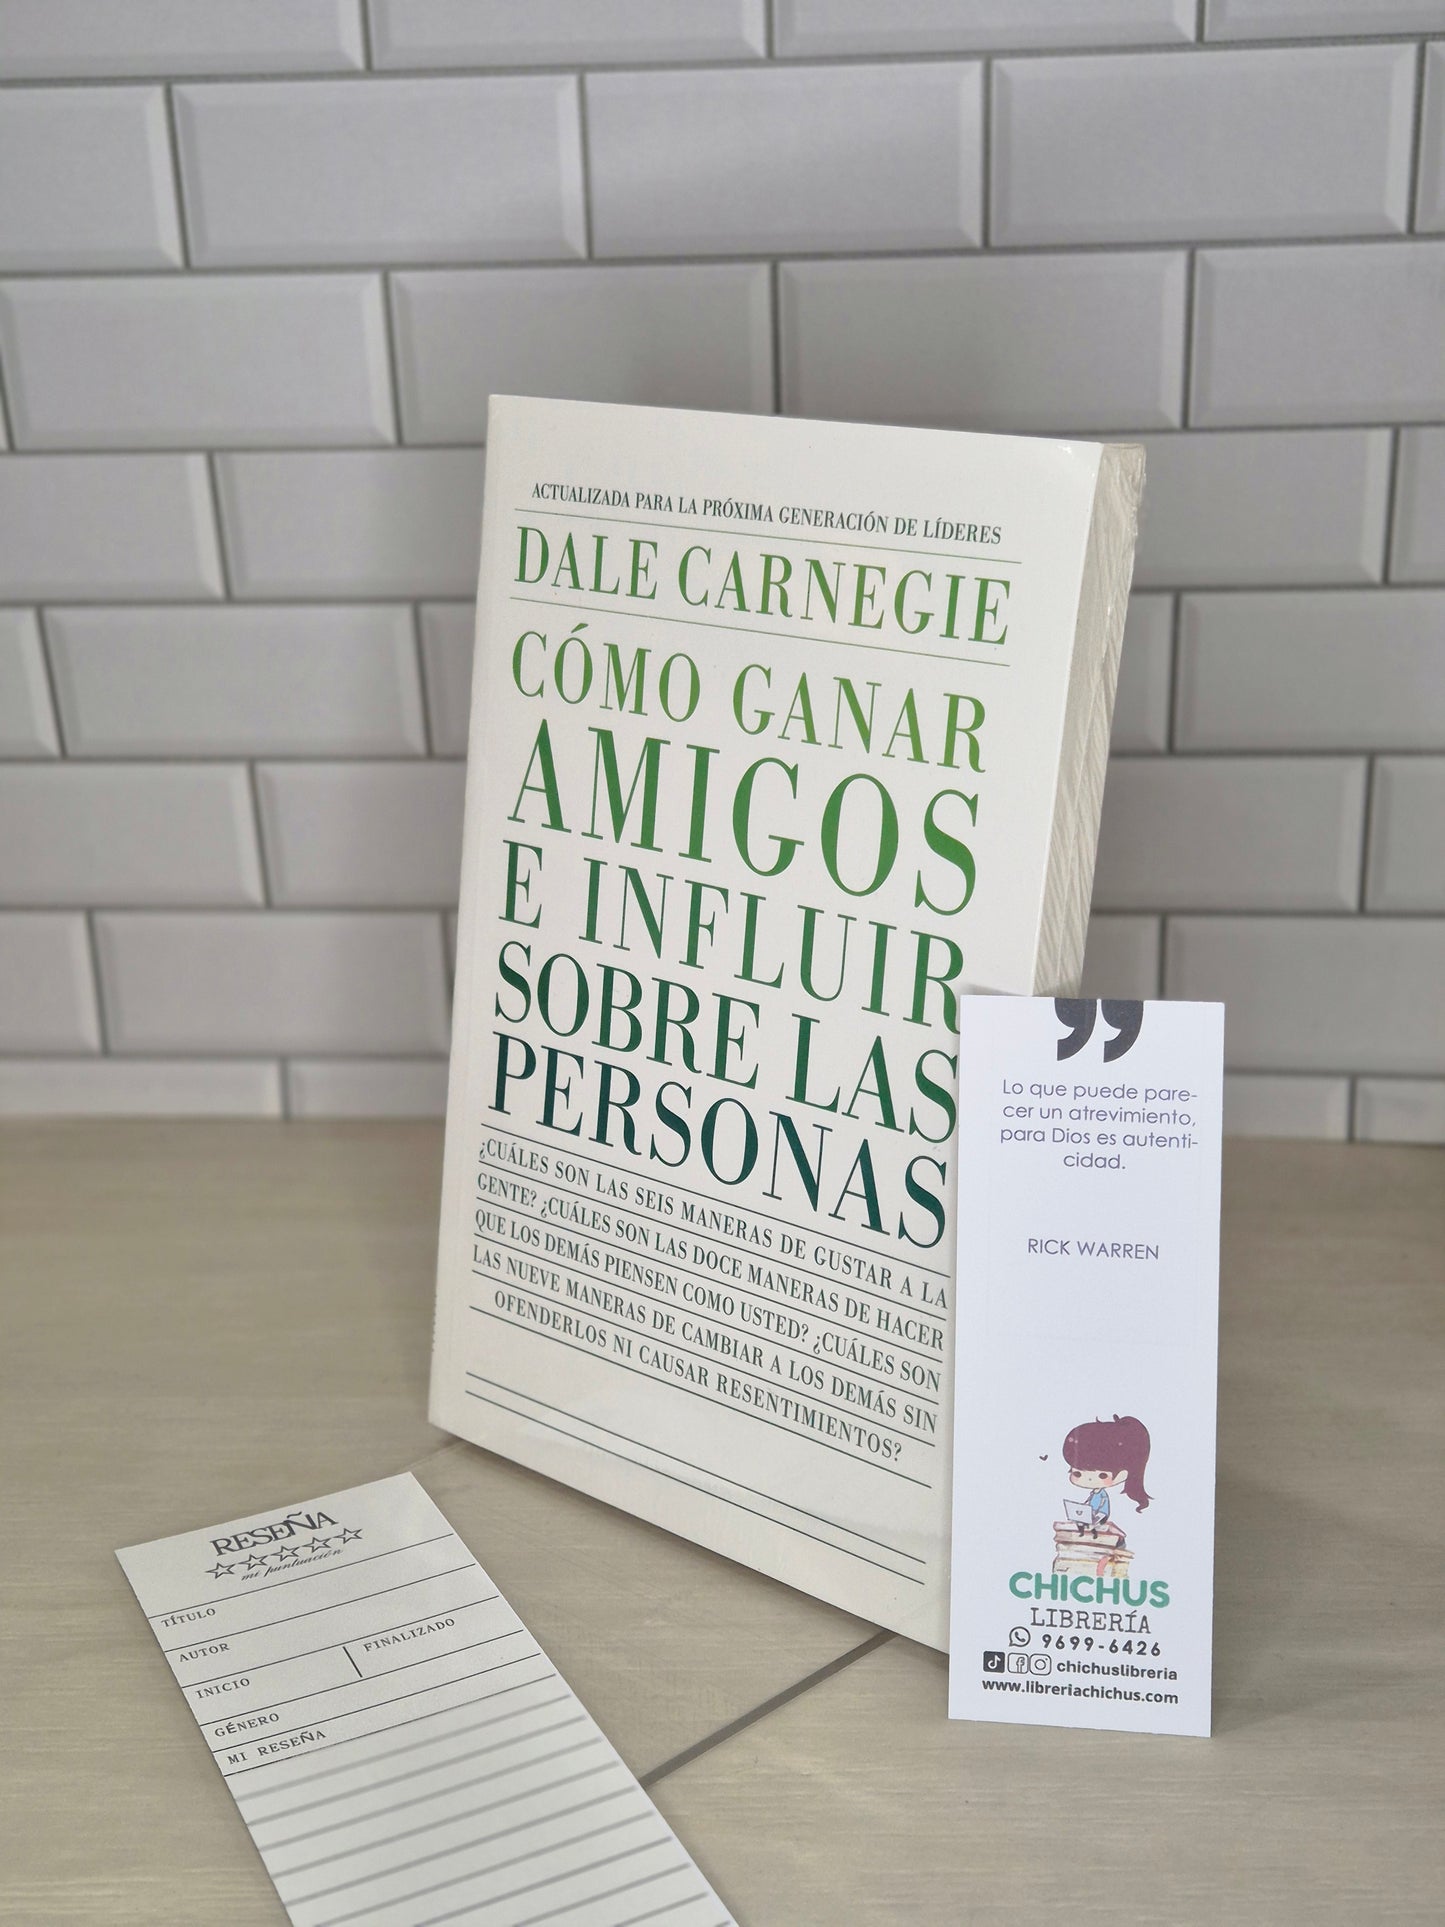 ACTUALIZADA PARA LA PRÓXIMA GENERACIÓN DE LÍDERES
DALE CARNEGIE
CÓMO GANAR
AMIGOS
E INFLUIR
SOBRE LAS
PERSONAS
¿CUÁLES SON LAS SEIS MANERAS DE GUSTAR A LA
GENTE? ¿CUÁLES SON LAS DOCE MANERAS DE HACER
QUE LOS DEMÁS PIENSEN COMO USTED? ¿CUÁLES SON
LAS NUEVE MANERAS DE CAMBIAR A LOS DEMÁS SIN
OFENDERLOS NI CAUSAR RESENTIMIENTOS?
”
Lo que puede pare-
cer un atrevimiento,
para Dios es autenti-
cidad.
RICK WARREN
CHICHUS
LIBRERÍA
9699-6426
chichuslibreria
www.libreriachichus.com
RESEÑA
mi puntuación
TÍTULO
AUTOR
INICIO
FINALIZADO
GÉNERO
MI RESEÑA